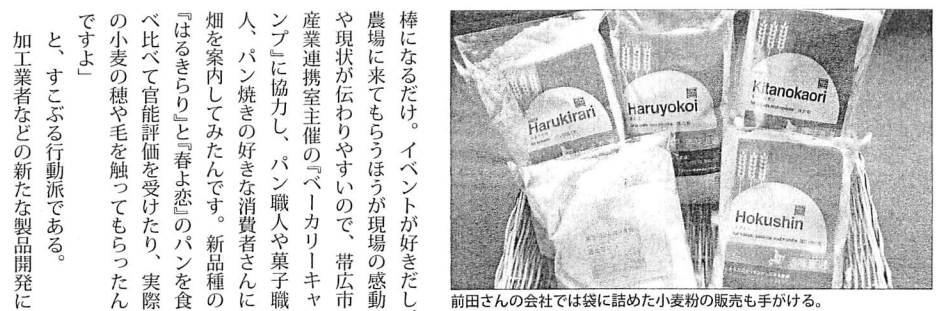 棒になるだけ。イベントが好きだし、
農場に来てもらうほうが現場の感動
や現状が伝わりやすいので、帯広市
産業連携室主催の『ベーカリーキャ
ンプ』に協力し、パン職人や菓子職
人、パン焼きの好きな消費者さんに
畑を案内してみたんです。新品種の
『はるきらり』と『春よ恋』のパンを食
べ比べて官能評価を受けたり、実際
の小麦の穂や毛を触ってもらったん
ですよ」
と、すこぶる行動派である。
加工業者などの新たな製品開発に
Harukirari
Haruyokoi
Kitanokaori
Hokushin
前田さんの会社では袋に詰めた小麦粉の販売も手がける。